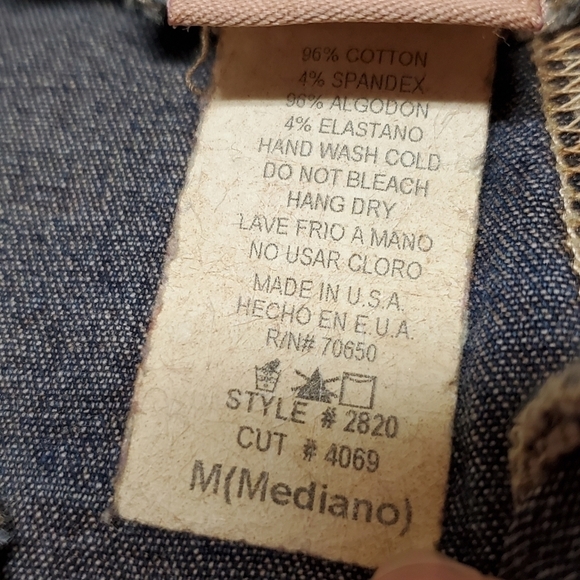 96% COTTON
4% SPANDEX
96% ALGODON
4% ELASTANO
HAND WASH COLD
DO NOT BLEACH
HANG DRY
LAVE FRIO A MANO
NO USAR CLORO
MADE IN U.S.A.
HECHO EN E.U.A.
R/N# 70650
STYLE # 2820
CUT # 4069
M(Mediano)